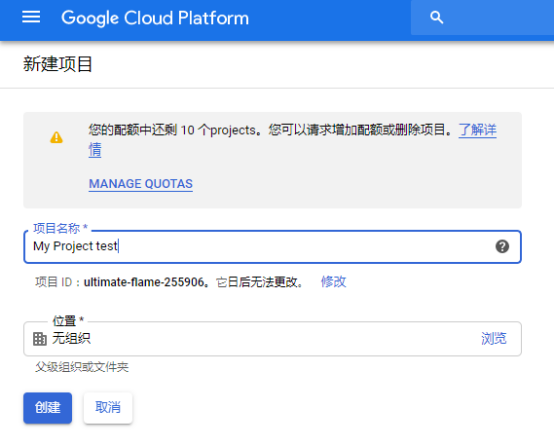 Google Cloud Platform
新建项目
您的配额中还剩 10 个projects。您可以请求增加配额或删除项目。了解详
情
MANAGE QUOTAS
项目名称 *
My Project test
项目 ID：ultimate-flame-255906。它日后无法更改。 修改
位置 *
无组织 浏览
父级组织或文件夹
创建 取消